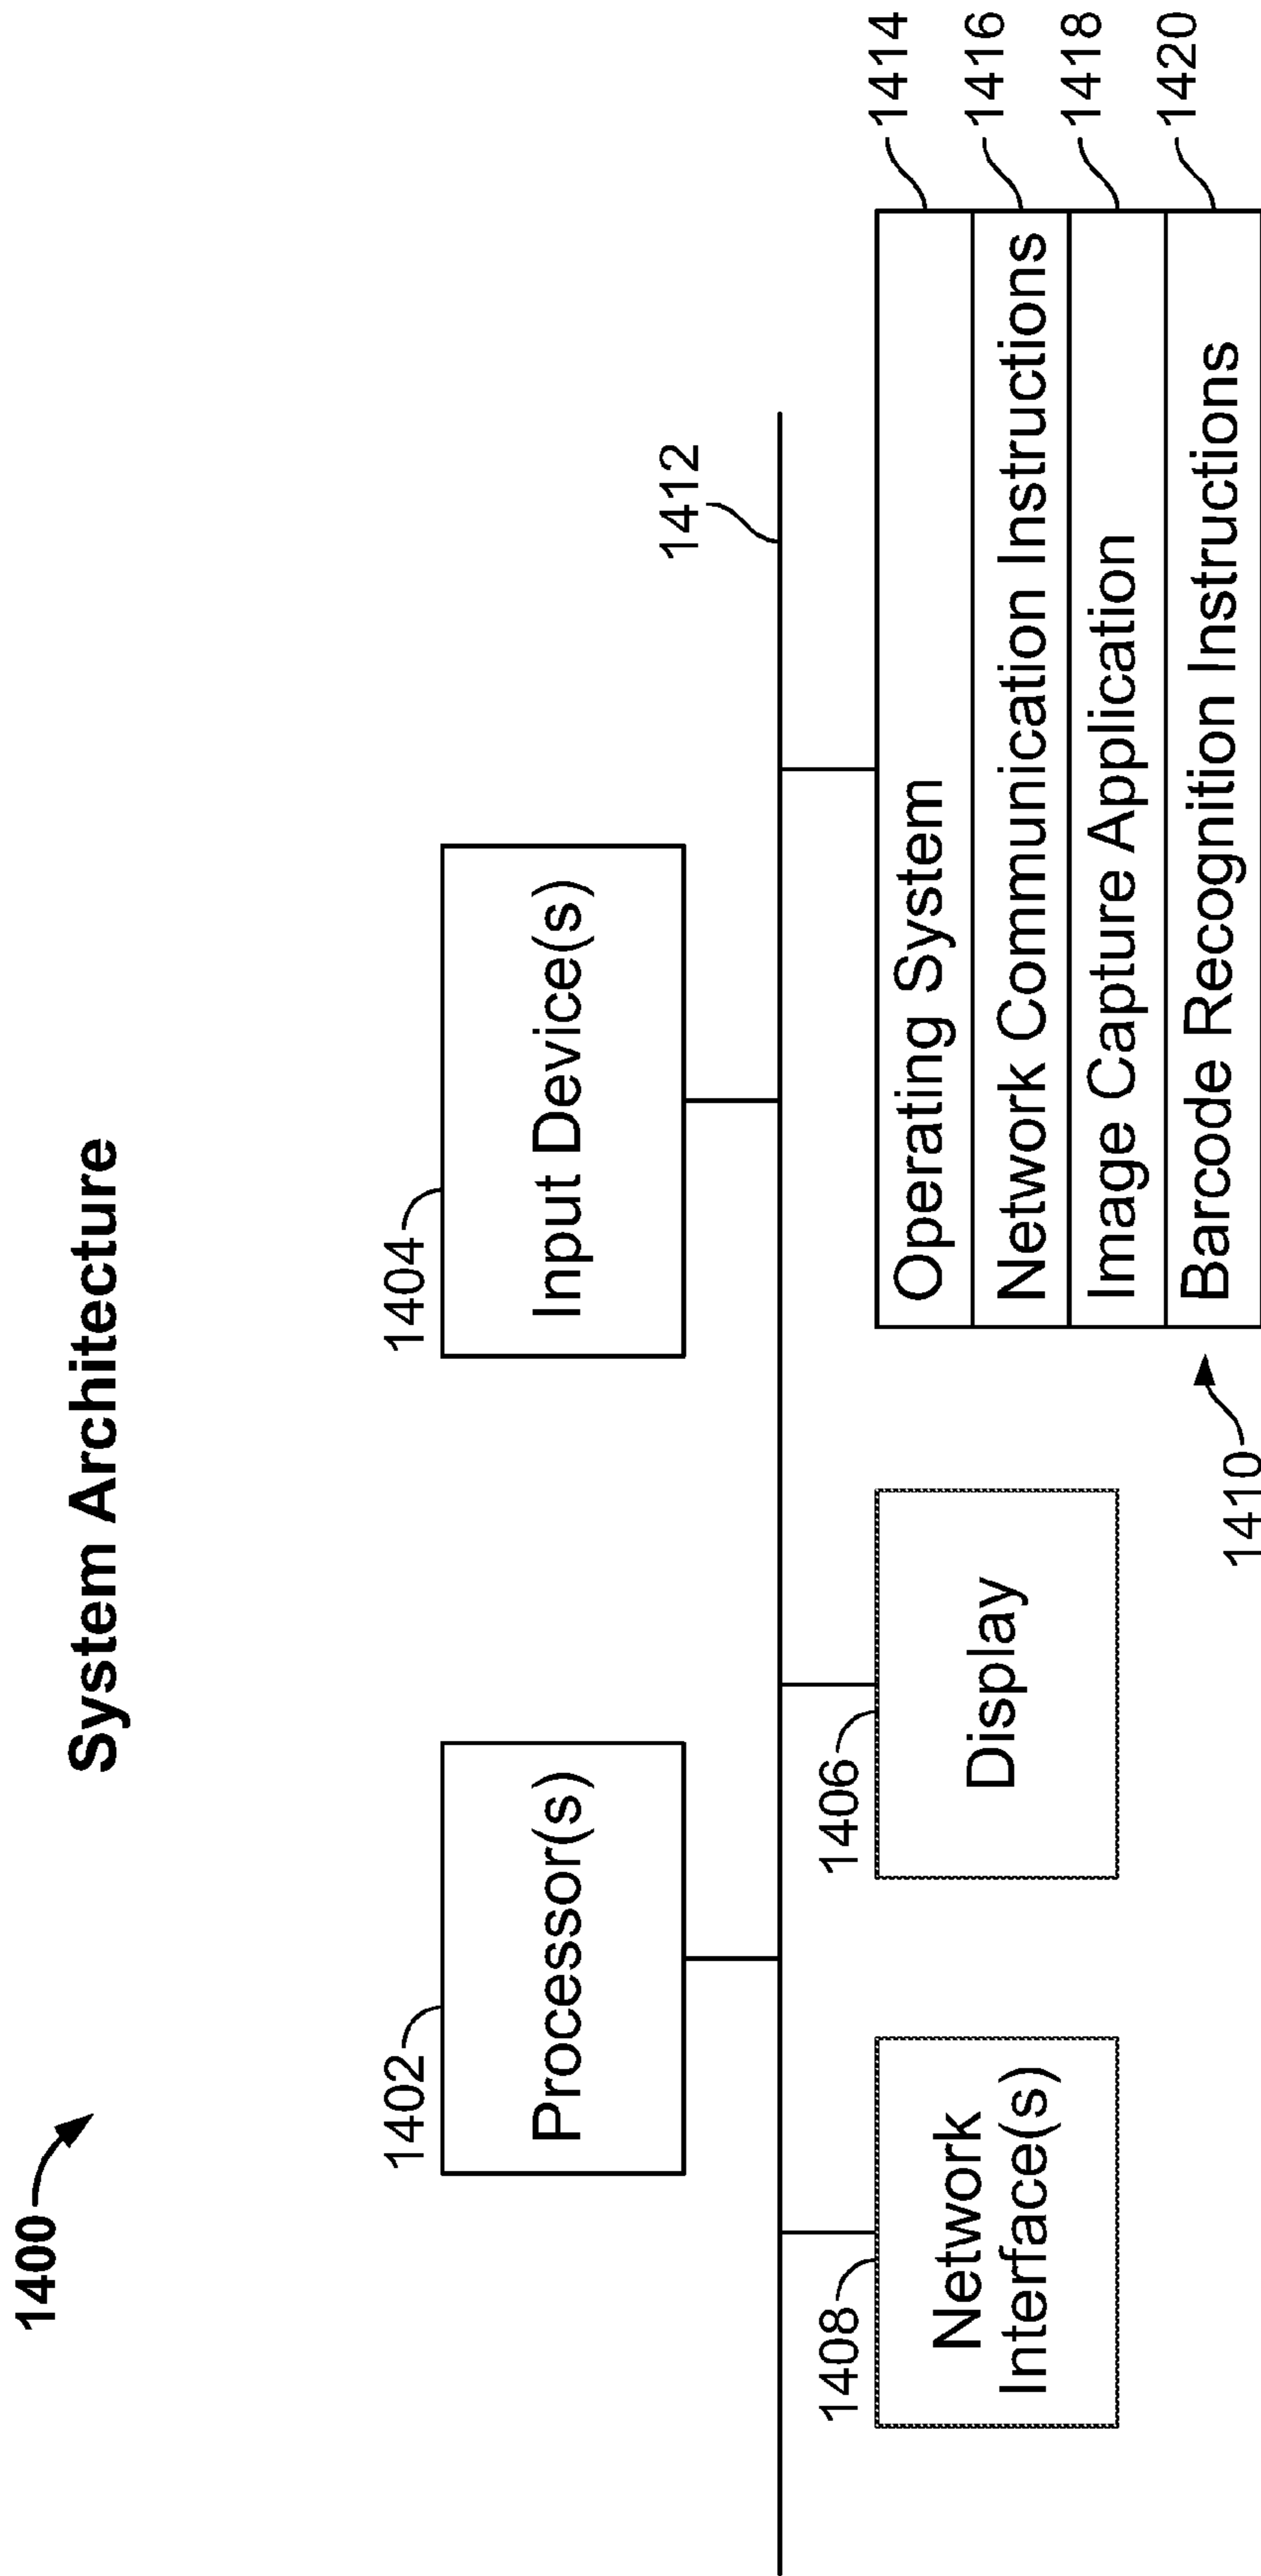 1400
System Architecture
1402
Processor(s)
1404
Input Device(s)
1412
1408
Network
Interface(s)
1406
Display
1410
Operating System
1414
Network Communication Instructions
1416
Image Capture Application
1418
Barcode Recognition Instructions
1420